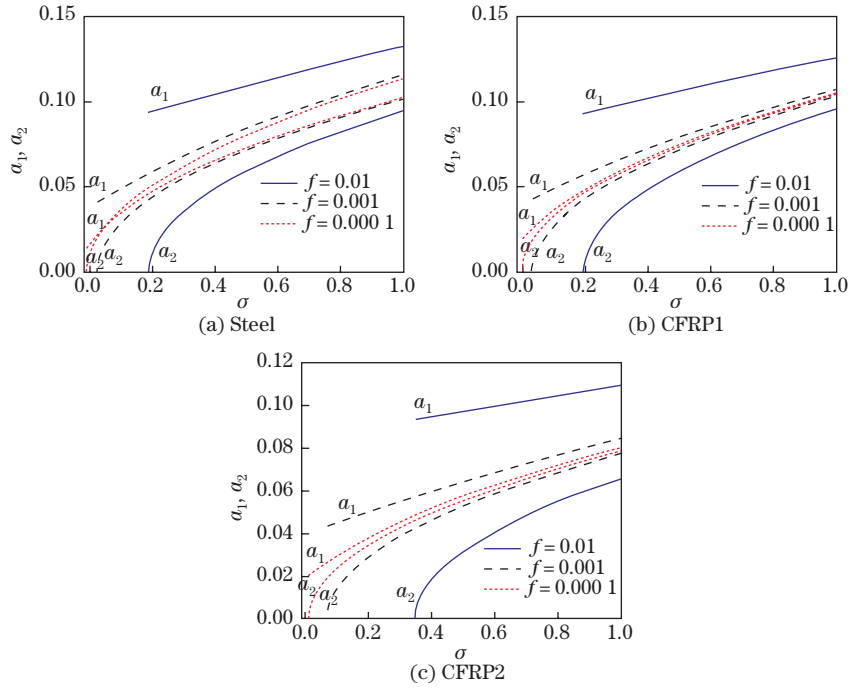 0.15
0.10
0.05
0.00
a₁, a₂
a₁
a₁
a₁
a₂
a₂
a₂
f = 0.01
f = 0.001
f = 0.000 1
0.0 0.2 0.4 0.6 0.8 1.0
σ
(a) Steel
0.15
0.10
0.05
0.00
a₁, a₂
a₁
a₁
a₁
a₂
a₂
a₂
f = 0.01
f = 0.001
f = 0.000 1
0.0 0.2 0.4 0.6 0.8 1.0
σ
(b) CFRP1
0.12
0.10
0.08
0.06
0.04
0.02
0.00
a₁, a₂
a₁
a₁
a₁
a₂
a₂
a₂
f = 0.01
f = 0.001
f = 0.000 1
0.0 0.2 0.4 0.6 0.8 1.0
σ
(c) CFRP2